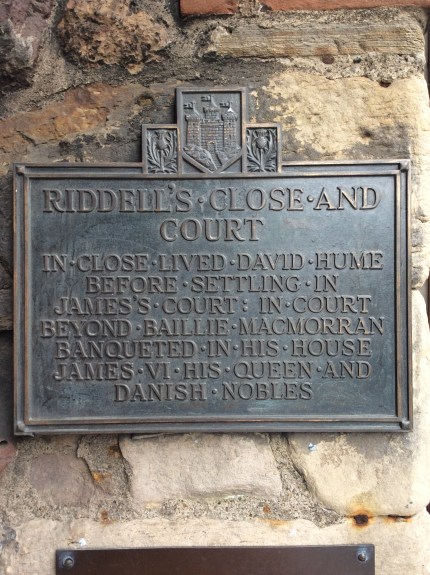 RIDDELL'S·CLOSE·AND
COURT
IN·CLOSE·LIVED·DAVID·HUME
BEFORE·SETTLING·IN
JAMES'S·COURT: IN·COURT
BEYOND·BAILLIE·MACMORRAN
BANQUETED·IN·HIS·HOUSE
JAMES·VI·HIS·QUEEN·AND
DANISH·NOBLES